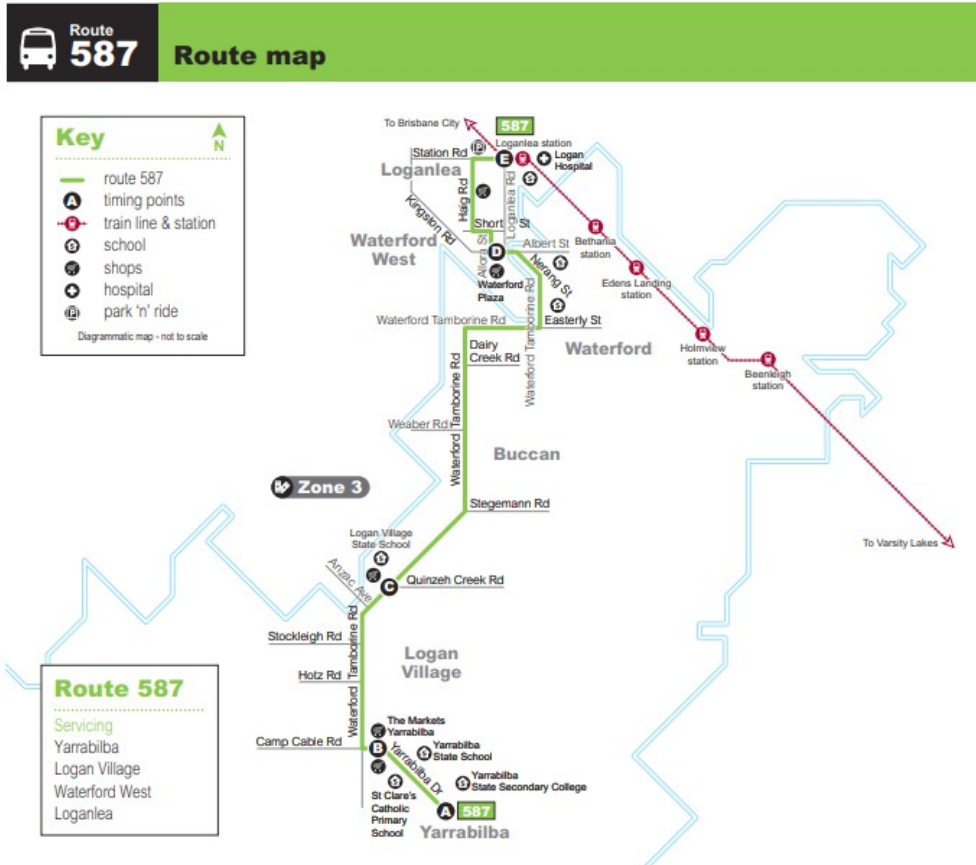 Route
587
Route map
Key
N
route 587
A
timing points
train line & station
S
school
shops
hospital
P
park 'n' ride
Diagrammatic map - not to scale
To Brisbane City
587
Loganlea station
Station Rd
P
E
Logan
Hospital
Loganlea
S
Haig Rd
Loganlea Rd
Kingston Rd
Short St
Waterford
West
Allora St
D
Albert St
S
Bethania
station
Nerang St
Waterford
Plaza
Edens Landing
station
S
Waterford Tamborine Rd
Easterly St
Waterford Tamborine Rd
Waterford
Holmview
station
Dairy
Creek Rd
Beenleigh
station
Waterford Tamborine Rd
Weaber Rd
Buccan
Zone 3
Stegemann Rd
Logan Village
State School
S
To Varsity Lakes
Anzac Ave
C
Quinzeh Creek Rd
Waterford Tamborine Rd
Stockleigh Rd
Logan
Village
Holz Rd
Route 587
Servicing
Yarrabilba
Logan Village
Waterford West
Loganlea
The Markets
Yarrabilba
Camp Cable Rd
B
Yarrabilba Dr
S
Yarrabilba
State School
S
Yarrabilba
State Secondary College
S
St Clare's
Catholic
Primary
School
A
587
Yarrabilba